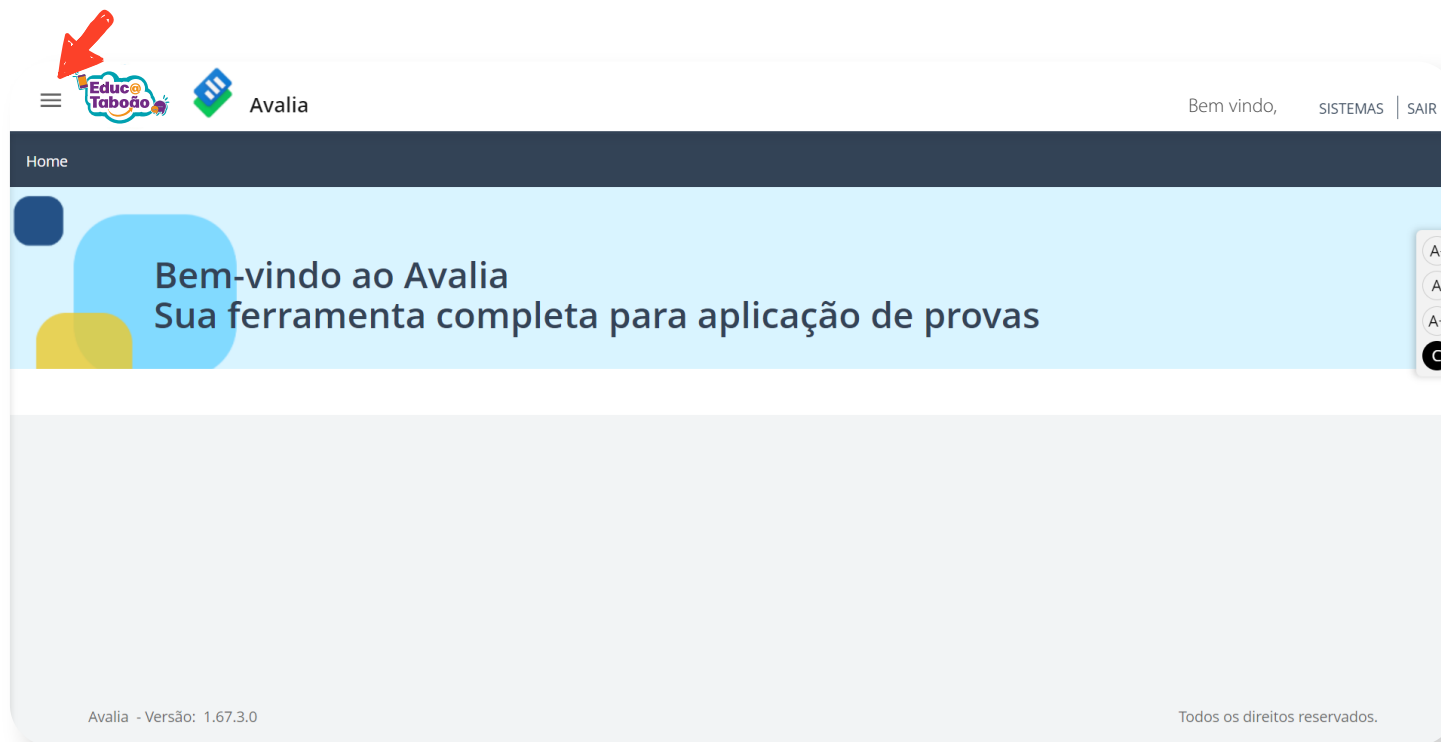 Educ@
Taboão
Avalia
Bem vindo,
SISTEMAS
SAIR
Home
Bem-vindo ao Avalia
Sua ferramenta completa para aplicação de provas
A
A
A
C
Avalia - Versão: 1.67.3.0
Todos os direitos reservados.